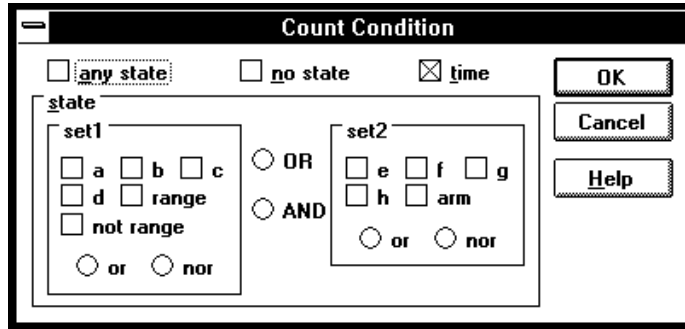 Count Condition
any state no state time OK
state
set1 set2 Cancel
a b c OR e f g Help
d range AND h arm
not range
or nor or nor